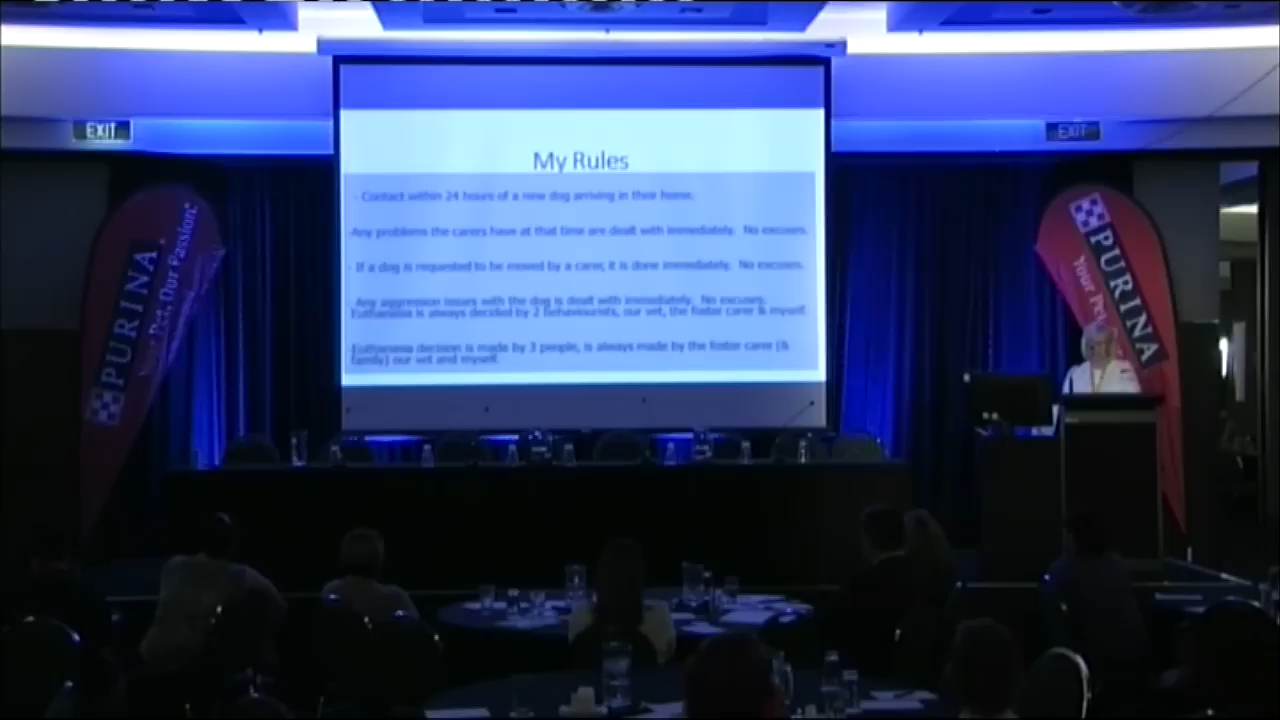 EXIT
EXIT
My Rules
- Contact within 24 hours of a new dog arriving in their home.
-Any problems the carers have at that time are dealt with immediately. No excuses.
- If a dog is requested to be moved by a carer, it is done immediately. No excuses.
Any aggression issues with the dog is dealt with immediately. No excuses.
Euthanasia is always decided by 2 Behaviourists, our vet, the foster carer & myself
Euthanasia decision is made by 3 people, is always made by the foster carer (&
family) our vet and myself.
PURINA
Our Passion.
PURINA
Your Pet